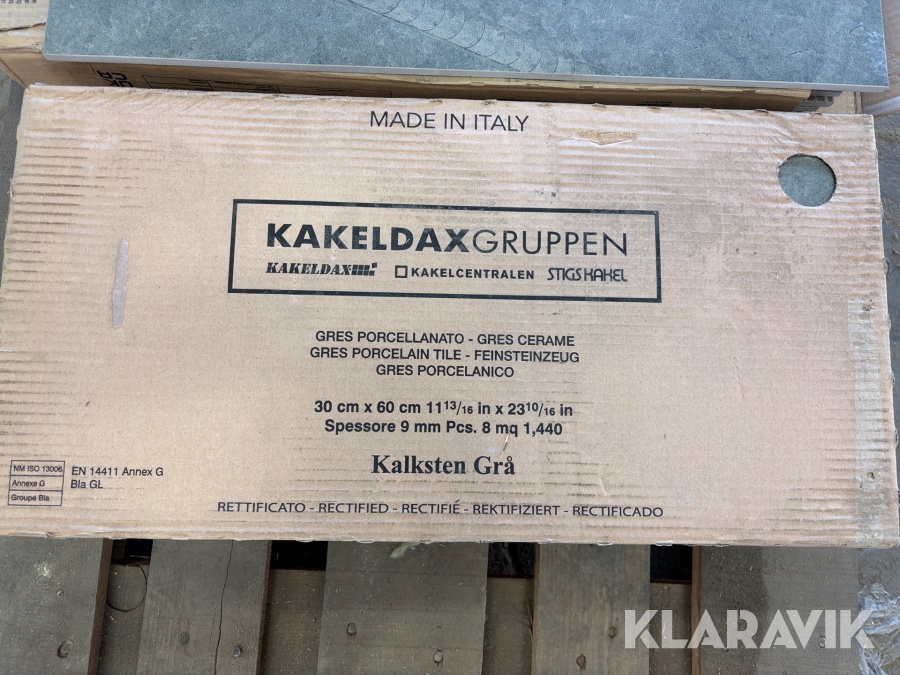 MADE IN ITALY
KAKELDAXGRUPPEN
KAKELDAX KAKELCENTRALEN STIGS KAKEL
GRES PORCELLANATO - GRES CERAME
GRES PORCELAIN TILE - FEINSTEINZEUG
GRES PORCELANICO
30 cm x 60 cm 11 13/16 in x 23 10/16 in
Spessore 9 mm Pcs. 8 mq 1,440
Kalksten Grå
NM ISO 13006
Annexe G
Groupe BIa
EN 14411 Annex G
BIa GL
RETTIFICATO - RECTIFIED - RECTIFIÉ - REKTIFIZIERT - RECTIFICADO
KLARAVIK